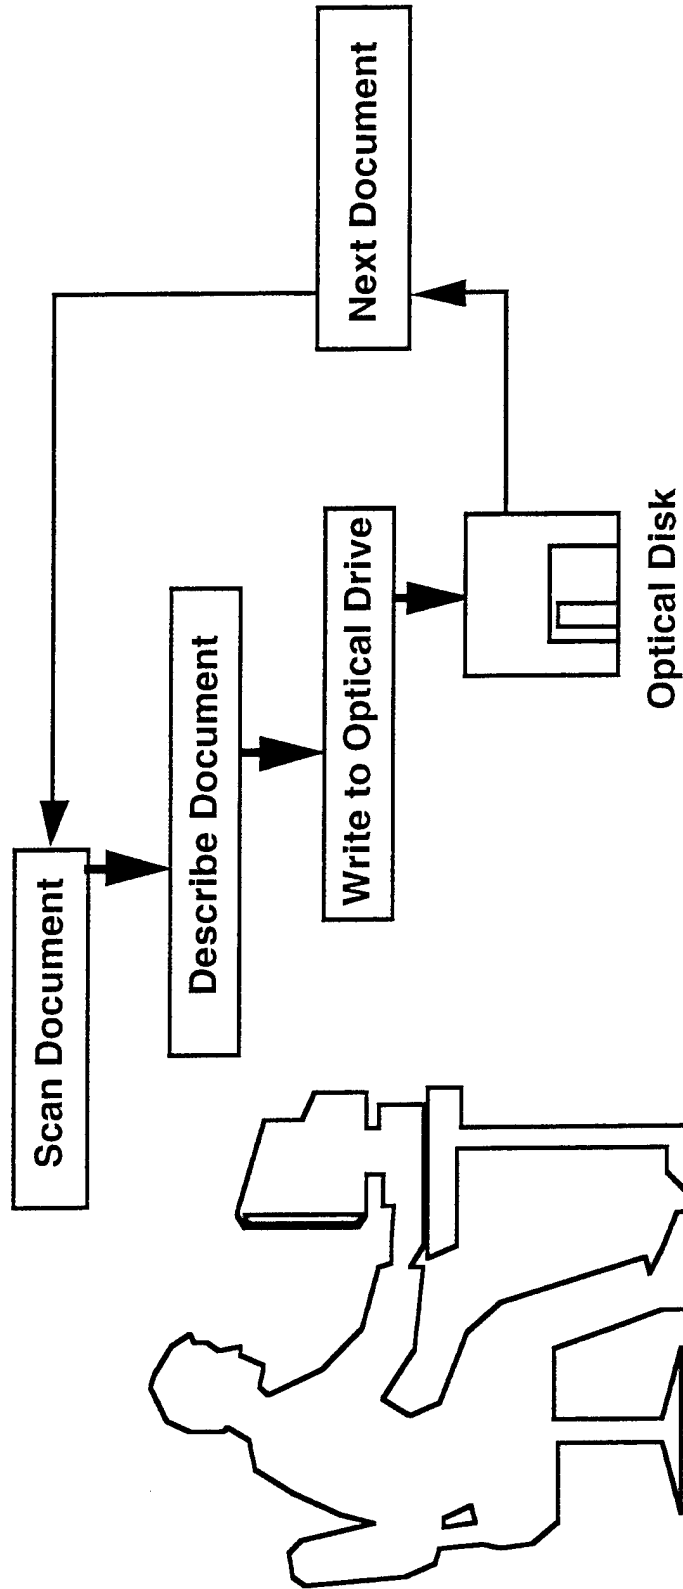 Scan Document
Describe Document
Write to Optical Drive
Next Document
Optical Disk